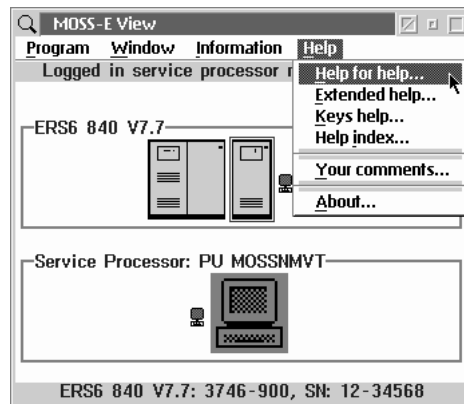 MOSS-E View
Program Window Information Help
Logged in service processor
Help for help...
Extended help...
Keys help...
Help index...
Your comments...
About...
ERS6 840 V7.7
Service Processor: PU MOSSNMVT
ERS6 840 V7.7: 3746-900, SN: 12-34568